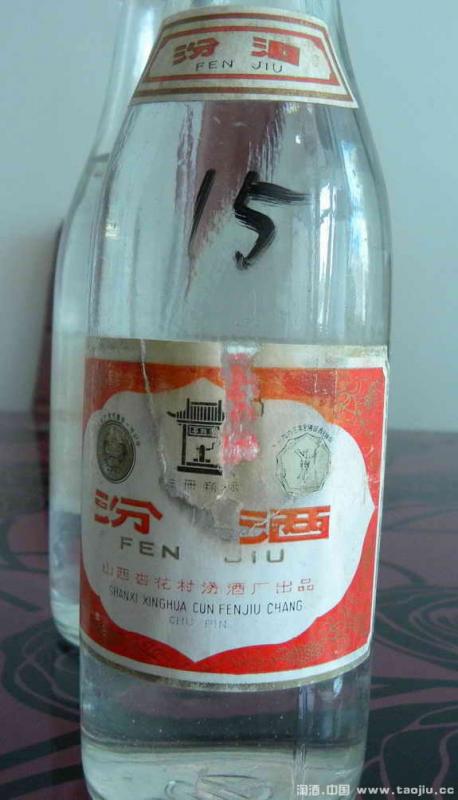 汾 酒
FEN JIU
15
注册商标
汾 酒
FEN JIU
山西杏花村汾酒厂出品
SHANXI XINGHUA CUN FENJIU CHANG
CHU PIN
淘酒.中国 www.taojiu.cc